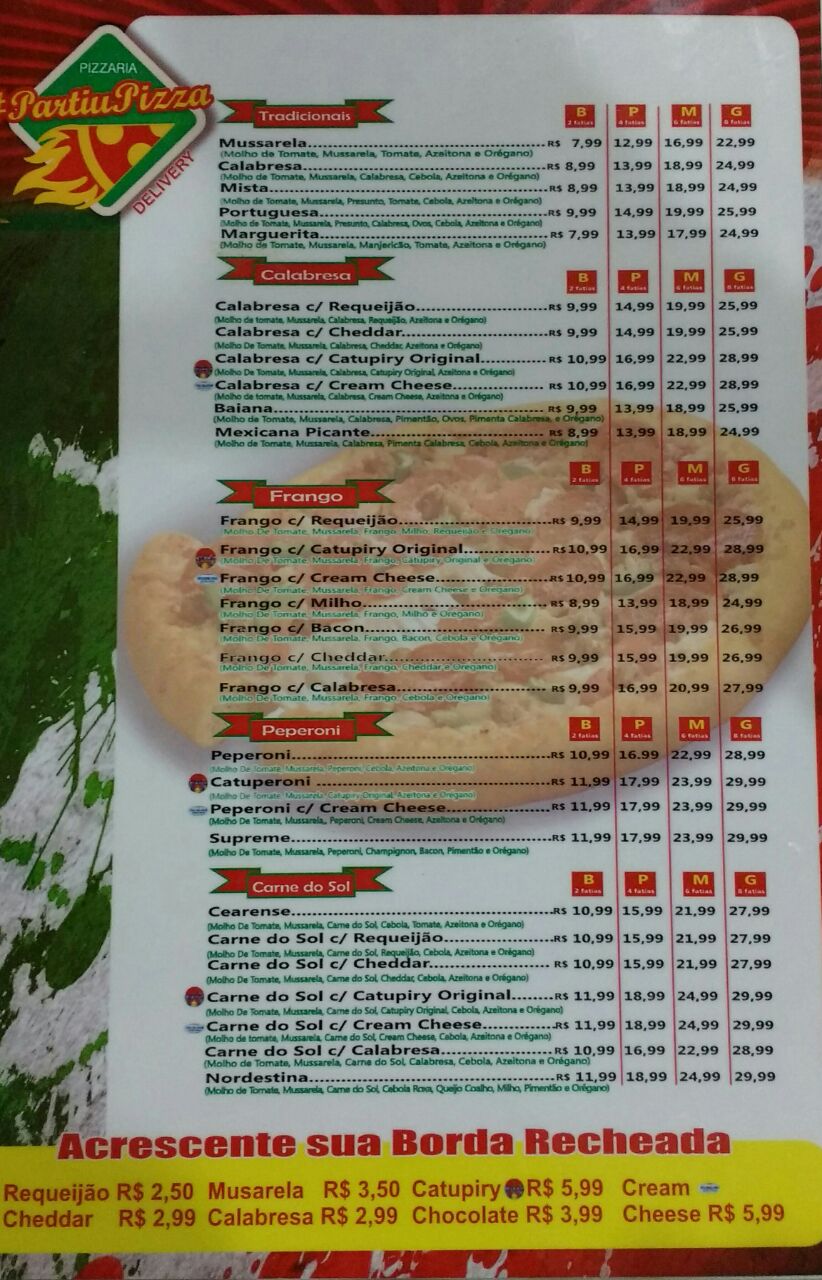 PIZZARIA
#PartiuPizza
DELIVERY
Tradicionais B P M G
2 fatias 4 fatias 6 fatias 8 fatias
Mussarela R$ 7,99 12,99 16,99 22,99
(Molho de Tomate, Mussarela, Tomate, Azeitona e Orégano)
Calabresa R$ 8,99 13,99 18,99 24,99
(Molho de Tomate, Mussarela, Calabresa, Cebola, Azeitona e Orégano)
Mista R$ 8,99 13,99 18,99 24,99
(Molho de Tomate, Mussarela, Presunto, Tomate, Cebola, Azeitona e Orégano)
Portuguesa R$ 9,99 14,99 19,99 25,99
(Molho de Tomate, Mussarela, Presunto, Calabresa, Ovos, Cebola, Azeitona e Orégano)
Marguerita R$ 7,99 13,99 17,99 24,99
(Molho de Tomate, Mussarela, Manjericão, Tomate, Azeitona e Orégano)
Calabresa B P M G
2 fatias 4 fatias 6 fatias 8 fatias
Calabresa c/ Requeijão R$ 9,99 14,99 19,99 25,99
(Molho de tomate, Mussarela, Calabresa, Requeijão, Azeitona e Orégano)
Calabresa c/ Cheddar R$ 9,99 14,99 19,99 25,99
(Molho De Tomate, Mussarela, Calabresa, Cheddar, Azeitona e Orégano)
Calabresa c/ Catupiry Original R$ 10,99 16,99 22,99 28,99
(Molho De Tomate, Mussarela, Calabresa, Catupiry Original, Azeitona e Orégano)
Calabresa c/ Cream Cheese R$ 10,99 16,99 22,99 28,99
(Molho de tomate, Mussarela, Calabresa, Cream Cheese, Azeitona e Orégano)
Baiana R$ 9,99 13,99 18,99 25,99
(Molho de Tomate, Mussarela, Calabresa, Pimentão, Ovos, Pimenta Calabresa, e Orégano)
Mexicana Picante R$ 8,99 13,99 18,99 24,99
(Molho de Tomate, Mussarela, Calabresa, Pimenta Calabresa, Cebola, Azeitona e Orégano)
Frango B P M G
2 fatias 4 fatias 6 fatias 8 fatias
Frango c/ Requeijão R$ 9,99 14,99 19,99 25,99
(Molho De Tomate, Mussarela, Frango, Milho, Requeijão e Orégano)
Frango c/ Catupiry Original R$ 10,99 16,99 22,99 28,99
(Molho De Tomate, Mussarela, Frango, Catupiry Original e Orégano)
Frango c/ Cream Cheese R$ 10,99 16,99 22,99 28,99
(Molho De Tomate, Mussarela, Frango, Cream Cheese e Orégano)
Frango c/ Milho R$ 8,99 13,99 18,99 24,99
(Molho De Tomate, Mussarela, Frango, Milho e Orégano)
Frango c/ Bacon R$ 9,99 15,99 19,99 26,99
(Molho De Tomate, Mussarela, Frango, Bacon, Cebola e Orégano)
Frango c/ Cheddar R$ 9,99 15,99 19,99 26,99
(Molho De Tomate, Mussarela, Frango, Cheddar e Orégano)
Frango c/ Calabresa R$ 9,99 16,99 20,99 27,99
(Molho De Tomate, Mussarela, Frango, Cebola e Orégano)
Peperoni B P M G
2 fatias 4 fatias 6 fatias 8 fatias
Peperoni R$ 10,99 16.99 22,99 28,99
(Molho De Tomate, Mussarela, Peperoni, Cebola, Azeitona e Orégano)
Catuperoni R$ 11,99 17,99 23,99 29,99
(Molho De Tomate, Mussarela, Catupiry Original, Azeitona e Orégano)
Peperoni c/ Cream Cheese R$ 11,99 17,99 23,99 29,99
(Molho De Tomate, Mussarela,, Peperoni, Cream Cheese, Azeitona e Orégano)
Supreme R$ 11,99 17,99 23,99 29,99
(Molho De Tomate, Mussarela, Peperoni, Champignon, Bacon, Pimentão e Orégano)
Carne do Sol B P M G
2 fatias 4 fatias 6 fatias 8 fatias
Cearense R$ 10,99 15,99 21,99 27,99
(Molho De Tomate, Mussarela, Carne do Sol, Cebola, Tomate, Azeitona e Orégano)
Carne do Sol c/ Requeijão R$ 10,99 15,99 21,99 27,99
(Molho De Tomate, Mussarela, Carne do Sol, Requeijão, Cebola, Azeitona e Orégano)
Carne do Sol c/ Cheddar R$ 10,99 15,99 21,99 27,99
(Molho De Tomate, Mussarela, Carne do Sol, Cheddar, Cebola, Azeitona e Orégano)
Carne do Sol c/ Catupiry Original R$ 11,99 18,99 24,99 29,99
(Molho De Tomate, Mussarela, Carne do Sol, Catupiry Original, Cebola, Azeitona e Orégano)
Carne do Sol c/ Cream Cheese R$ 11,99 18,99 24,99 29,99
(Molho de tomate, Mussarela, Carne do Sol, Cream Cheese, Cebola, Azeitona e Orégano)
Carne do Sol c/ Calabresa R$ 10,99 16,99 22,99 28,99
(Molho de Tomate, Mussarela, Carne do Sol, Calabresa, Cebola, Azeitona e Orégano)
Nordestina R$ 11,99 18,99 24,99 29,99
(Molho de Tomate, Mussarela, Carne do Sol, Cebola Roxa, Queijo Coalho, Milho, Pimentão e Orégano)
Acrescente sua Borda Recheada
Requeijão R$ 2,50 Musarela R$ 3,50 Catupiry R$ 5,99 Cream
Cheddar R$ 2,99 Calabresa R$ 2,99 Chocolate R$ 3,99 Cheese R$ 5,99